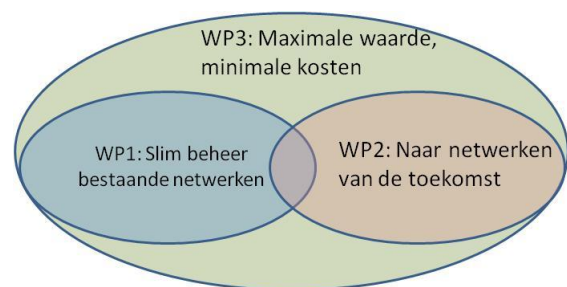 WP3: Maximale waarde,
minimale kosten
WP1: Slim beheer
bestaande netwerken
WP2: Naar netwerken
van de toekomst